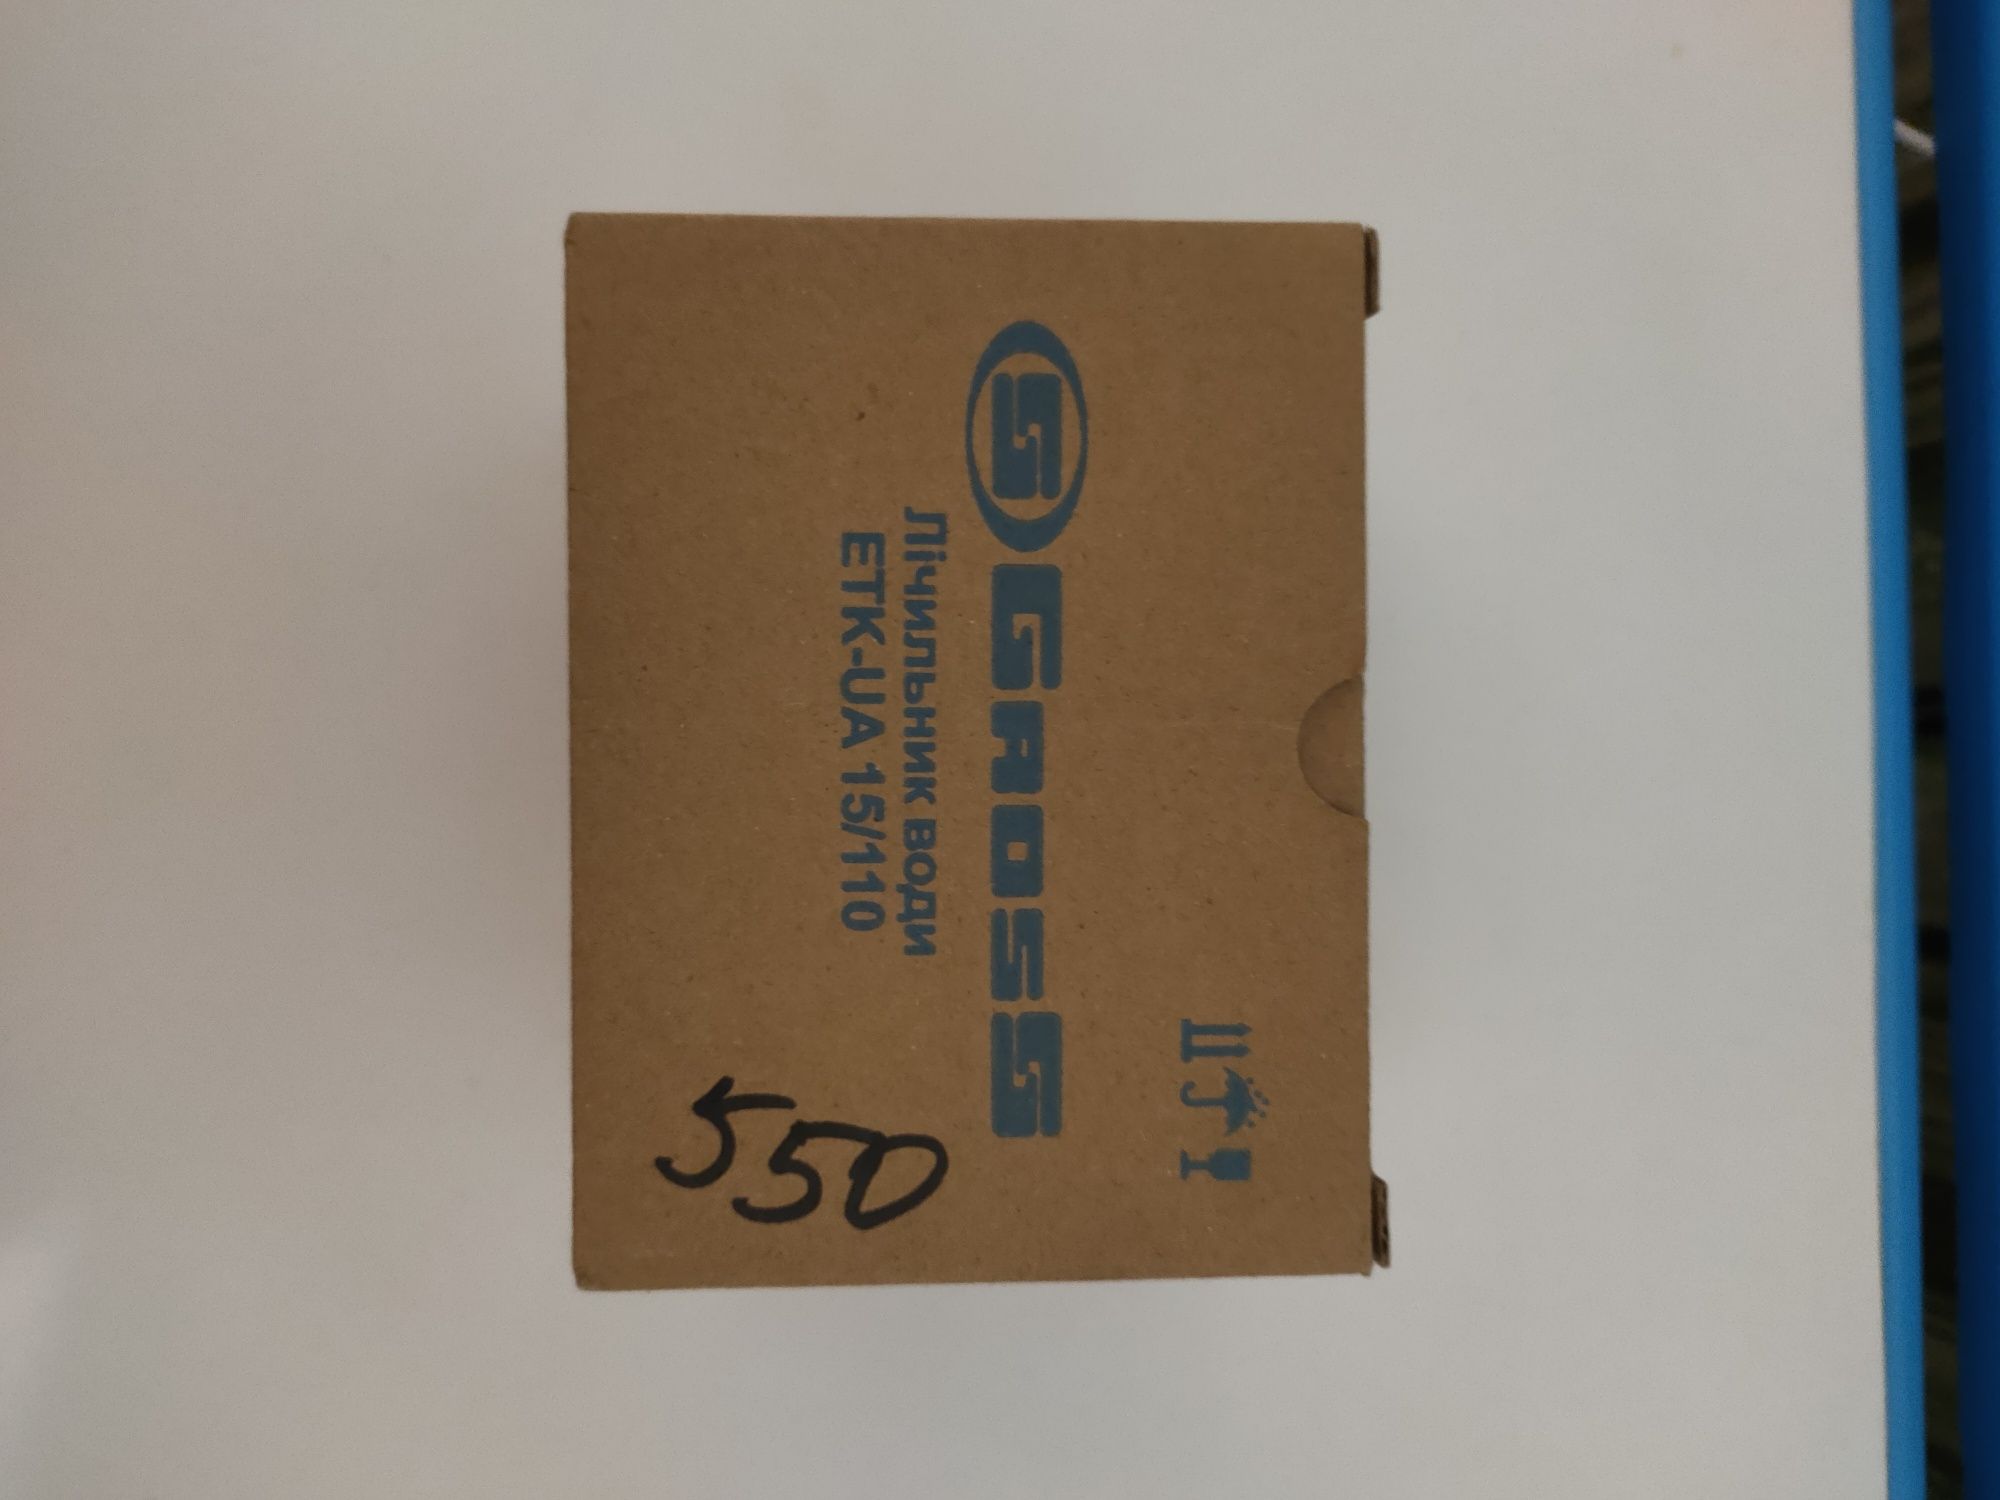 GROSS
Лічильник води
ETK-UA 15/110
550